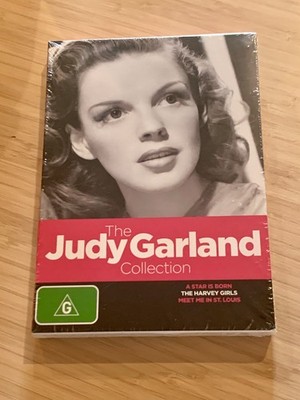 The
Judy Garland
Collection
A STAR IS BORN
THE HARVEY GIRLS
MEET ME IN ST. LOUIS
G